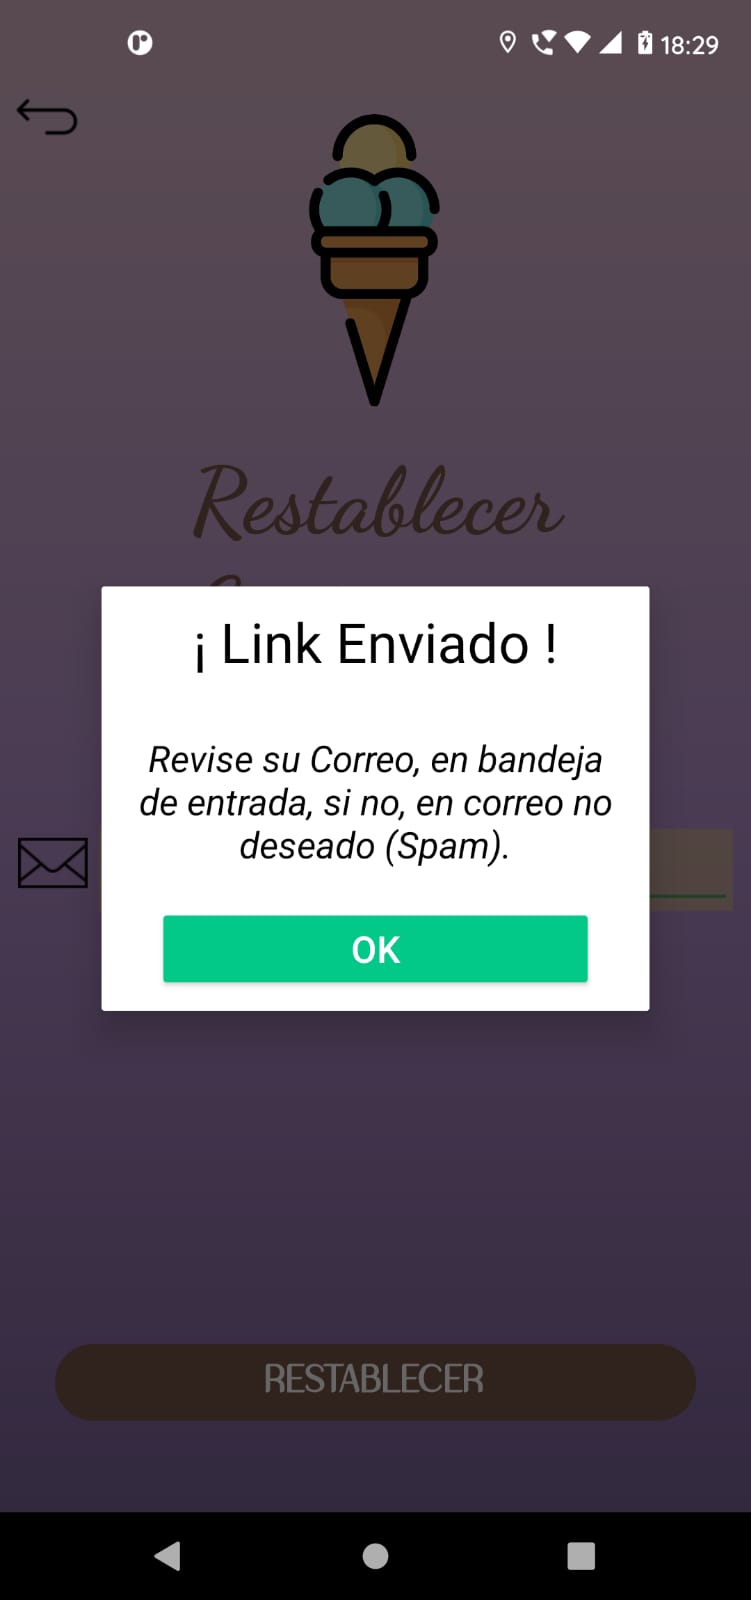 18:29
Restablecer
¡ Link Enviado !
Revise su Correo, en bandeja
de entrada, si no, en correo no
deseado (Spam).
OK
RESTABLECER